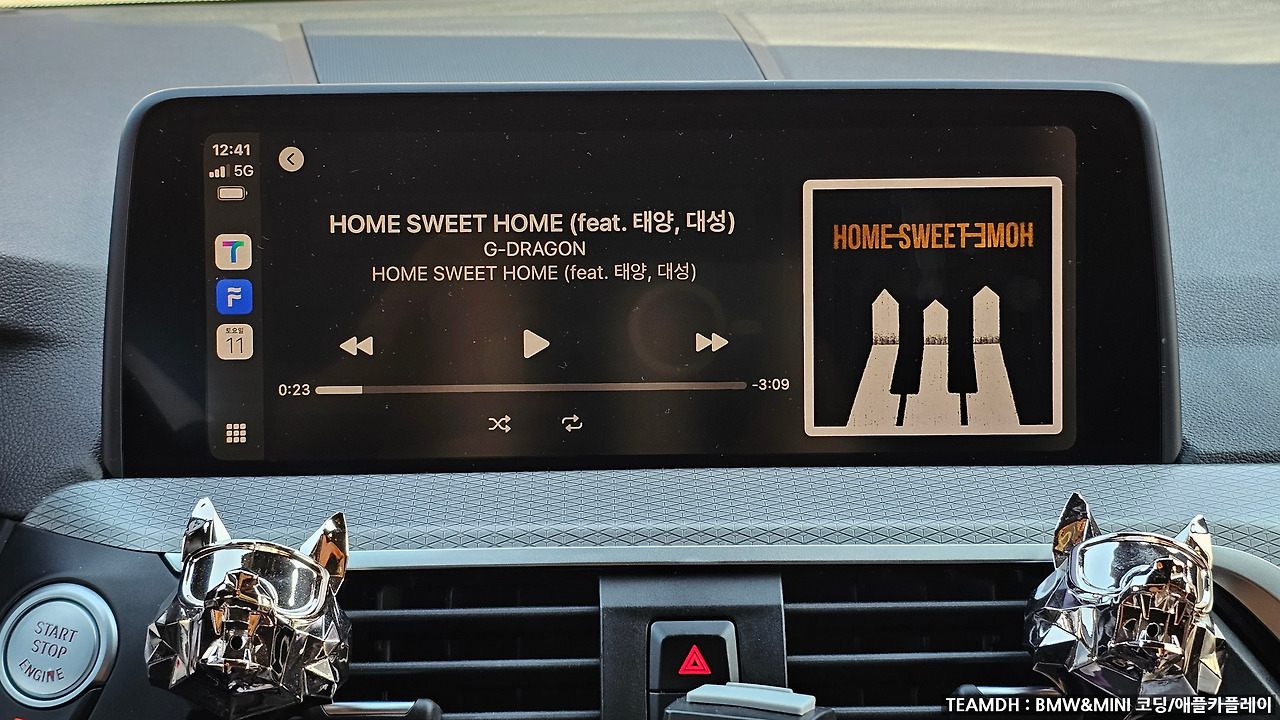 12:41
5G
HOME SWEET HOME (feat. 태양, 대성)
G-DRAGON
HOME SWEET HOME (feat. 태양, 대성)
HOME-SWEET-ƎMOH
T
F
토요일
11
0:23
-3:09
START
STOP
ENGINE
TEAMDH : BMW&MINI 코딩/애플카플레이